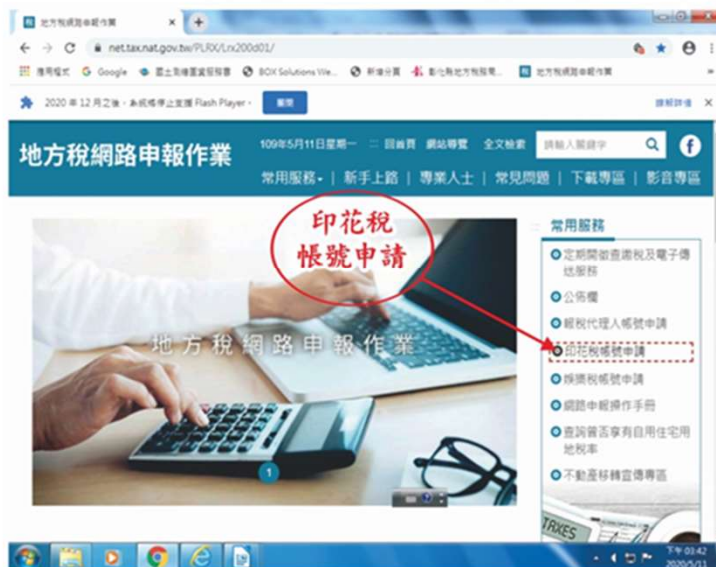 地方稅網路申報作業
net.tax.nat.gov.tw/PLRX/Lrx200d01/
應用程式 Google BOX Solutions We... 新增分頁 彰化縣地方稅務局... 地方稅網路申報作業
2020 年 12 月之後，系統將停止支援 Flash Player。 關閉 瞭解詳情
地方稅網路申報作業
109年5月11日星期一 ::: 回首頁 網站導覽 全文檢索 請輸入關鍵字
常用服務 | 新手上路 | 專業人士 | 常見問題 | 下載專區 | 影音專區
印花稅
帳號申請
地方稅網路申報作業
1
常用服務
定期開徵查繳稅及電子傳
送服務
公佈欄
報稅代理人帳號申請
印花稅帳號申請
娛樂稅帳號申請
網路申報操作手冊
查詢曾否享有自用住宅用
地稅率
不動產移轉宣傳專區
TAXES
下午 03:42
2020/5/11